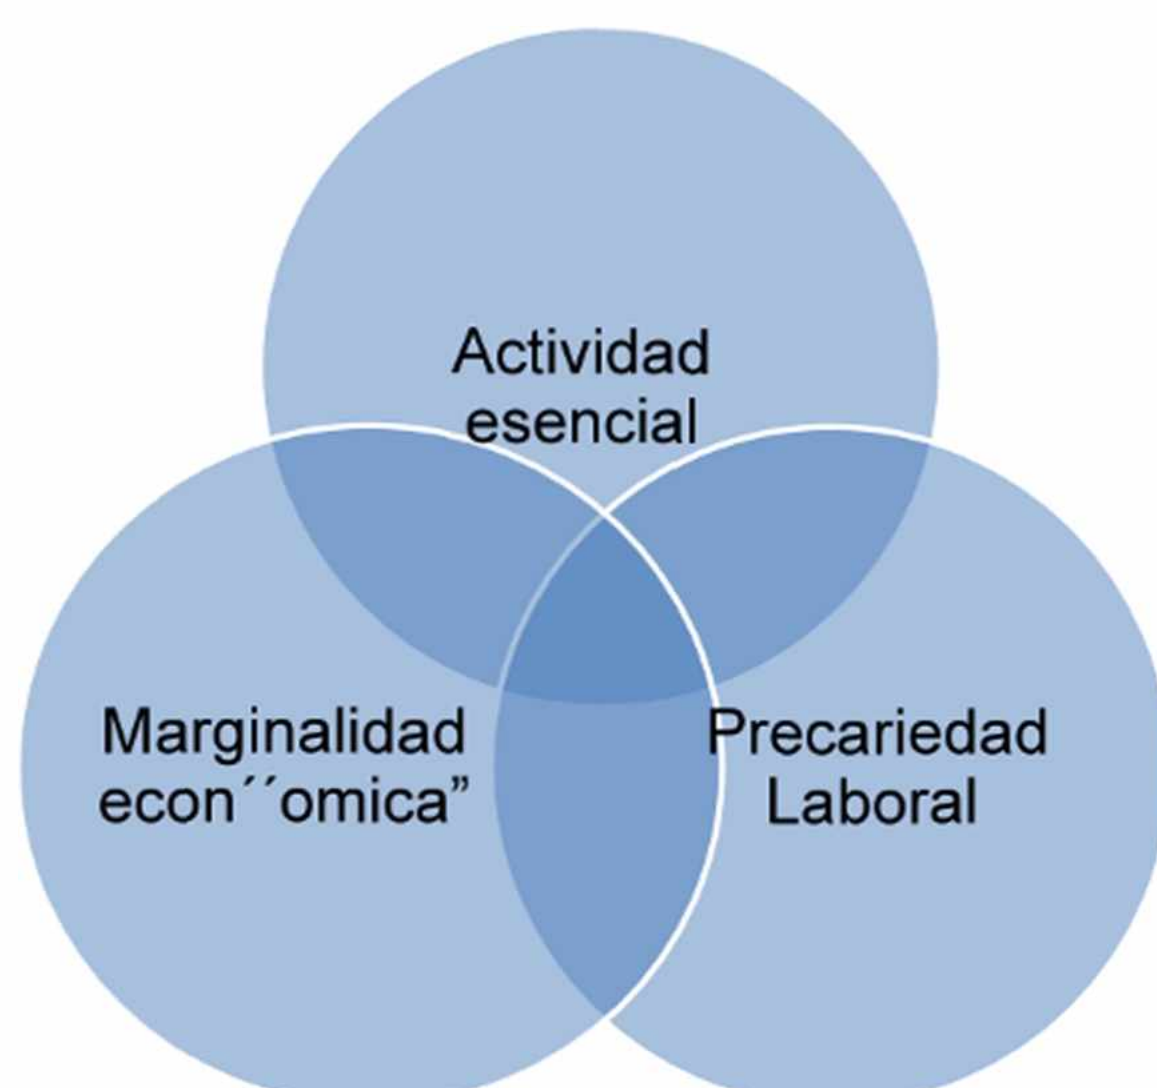 Actividad
esencial
Marginalidad
econ´´omica”
Precariedad
Laboral